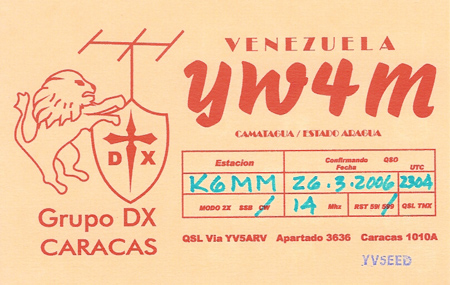 VENEZUELA
YW4M
CAMATAGUA / ESTADO ARAGUA
D X
Grupo DX
CARACAS
Estacion Confirmando QSO
Fecha UTC
K6MM 26.3.2006 2304
MODO 2X SSB CW 14 Mhz RST 59/ 599 QSL TNX
QSL Via YV5ARV Apartado 3636 Caracas 1010A
YV5EED